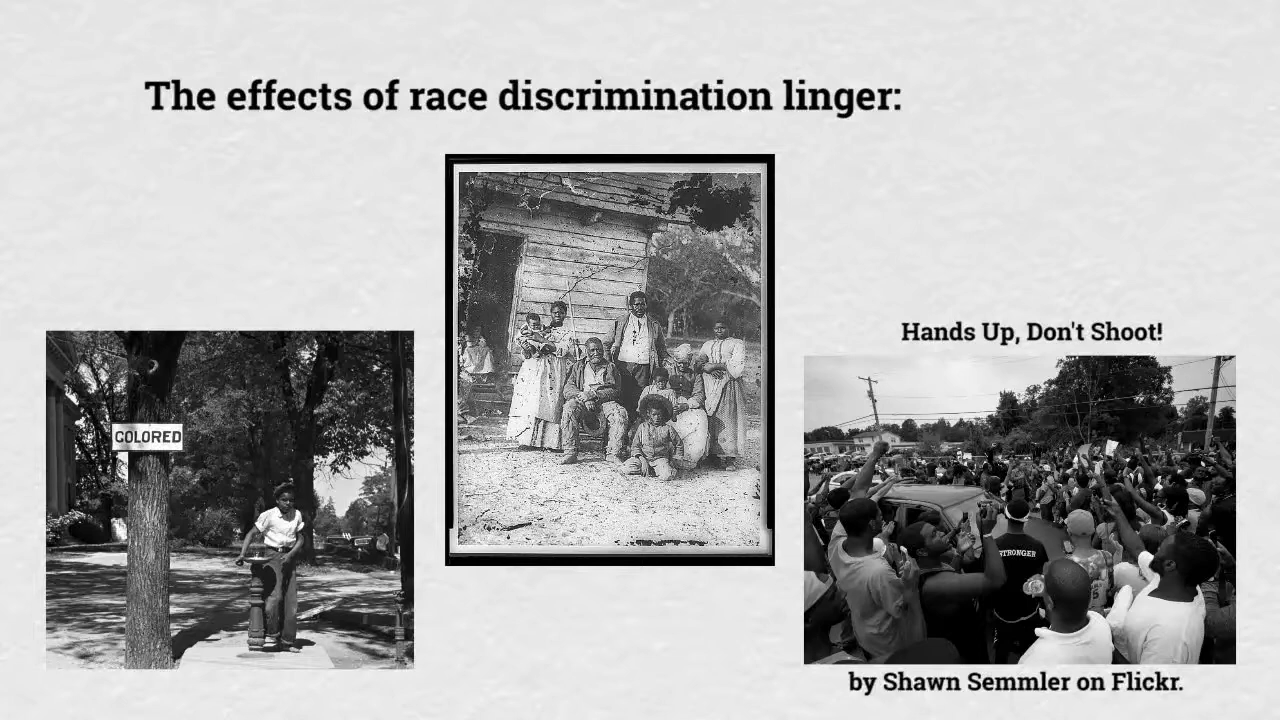 The effects of race discrimination linger:
COLORED
Hands Up, Don't Shoot!
STRONGER
by Shawn Semmler on Flickr.